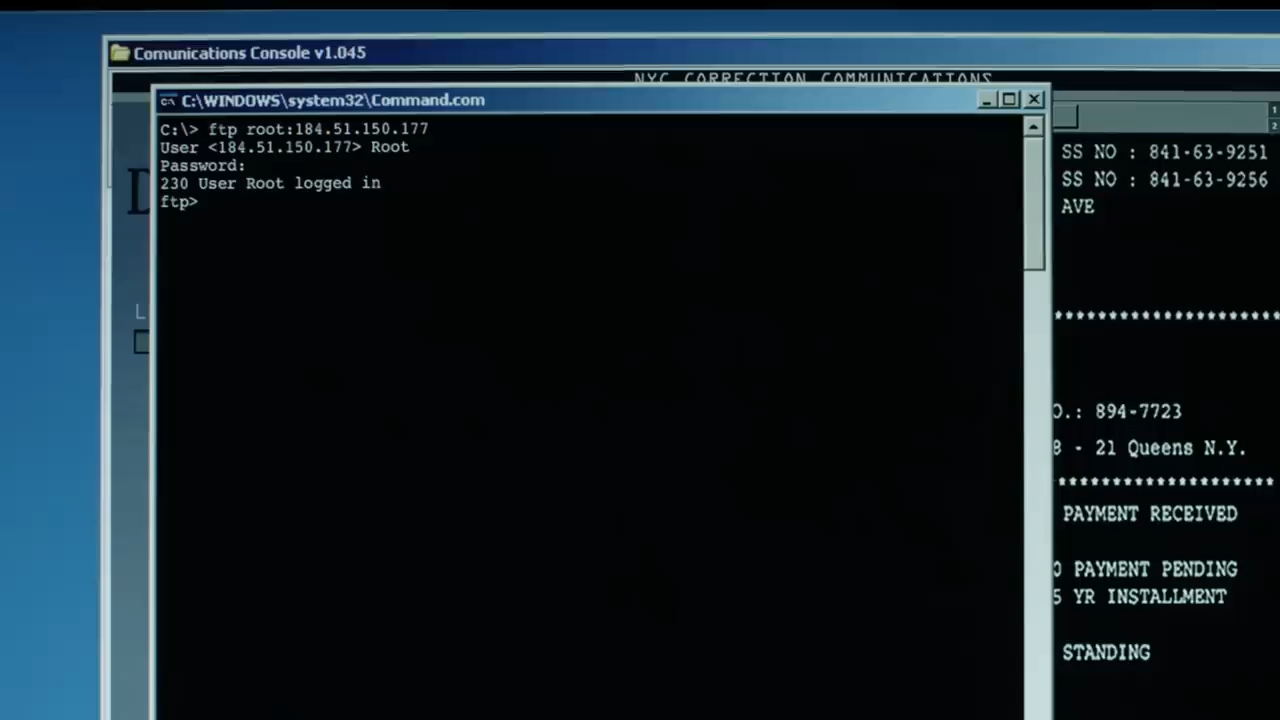 Comunications Console v1.045
NYC CORRECTION COMMUNICATIONS
C:\WINDOWS\system32\Command.com
C:\> ftp root:184.51.150.177
User <184.51.150.177> Root
Password:
230 User Root logged in
ftp>
1
2
SS NO : 841-63-9251
SS NO : 841-63-9256
AVE
D
L
********************
O.: 894-7723
8 - 21 Queens N.Y.
********************
PAYMENT RECEIVED
0 PAYMENT PENDING
5 YR INSTALLMENT
STANDING